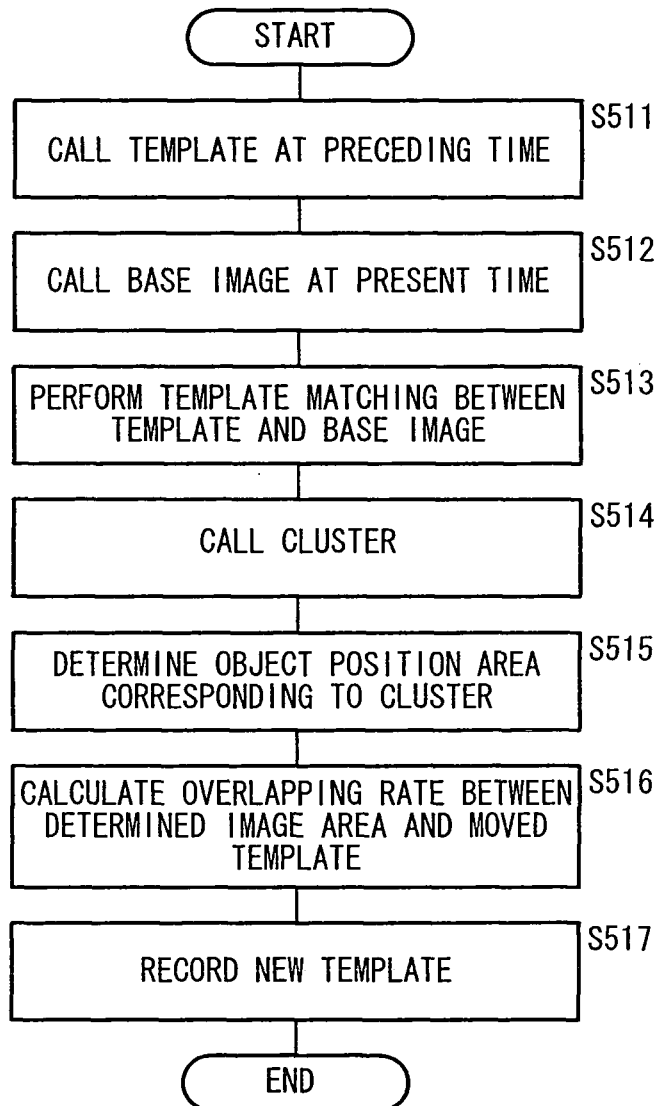 START
S511
CALL TEMPLATE AT PRECEDING TIME
S512
CALL BASE IMAGE AT PRESENT TIME
S513
PERFORM TEMPLATE MATCHING BETWEEN
TEMPLATE AND BASE IMAGE
S514
CALL CLUSTER
S515
DETERMINE OBJECT POSITION AREA
CORRESPONDING TO CLUSTER
S516
CALCULATE OVERLAPPING RATE BETWEEN
DETERMINED IMAGE AREA AND MOVED
TEMPLATE
S517
RECORD NEW TEMPLATE
END